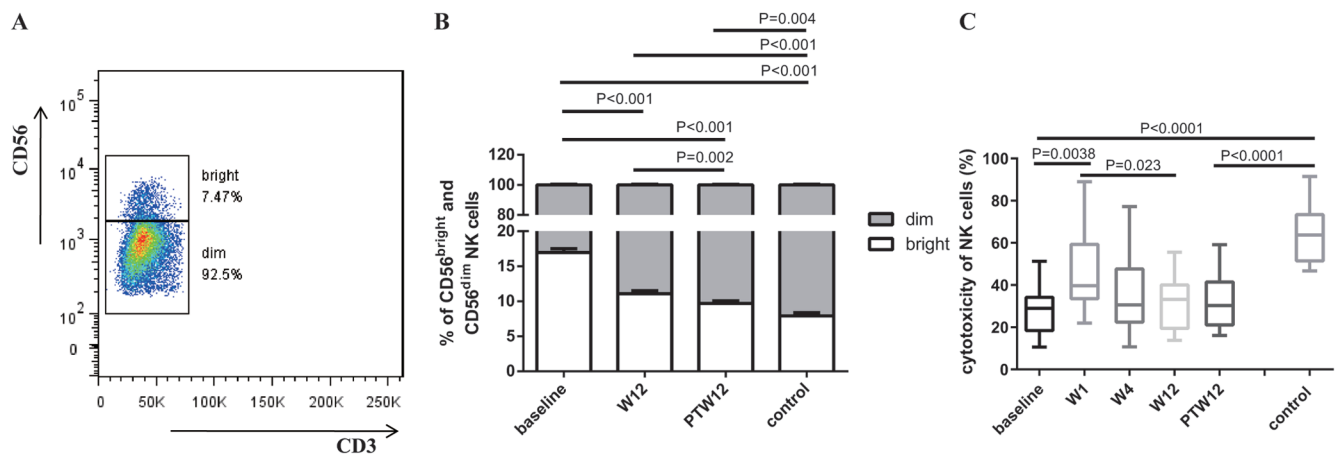 A
CD56
10^5
10^4
10^3
10^2
0
bright
7.47%
dim
92.5%
0 50K 100K 150K 200K 250K
CD3
B
P=0.004
P<0.001
P<0.001
P<0.001
P<0.001
P=0.002
% of CD56^bright and
CD56^dim NK cells
120
100
80
20
15
10
5
0
baseline W12 PTW12 control
dim
bright
C
P<0.0001
P=0.0038
P=0.023
P<0.0001
cytotoxicity of NK cells (%)
100
80
60
40
20
0
baseline W1 W4 W12 PTW12 control